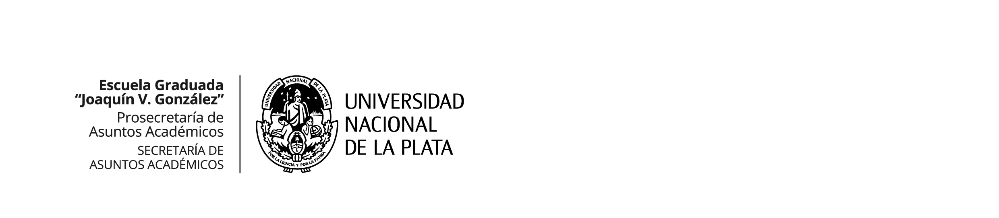 Escuela Graduada
“Joaquín V. González”
Prosecretaría de
Asuntos Académicos
SECRETARÍA DE
ASUNTOS ACADÉMICOS
UNIVERSIDAD NACIONAL DE LA PLATA
POR LA CIENCIA Y POR LA PATRIA
UNIVERSIDAD
NACIONAL
DE LA PLATA